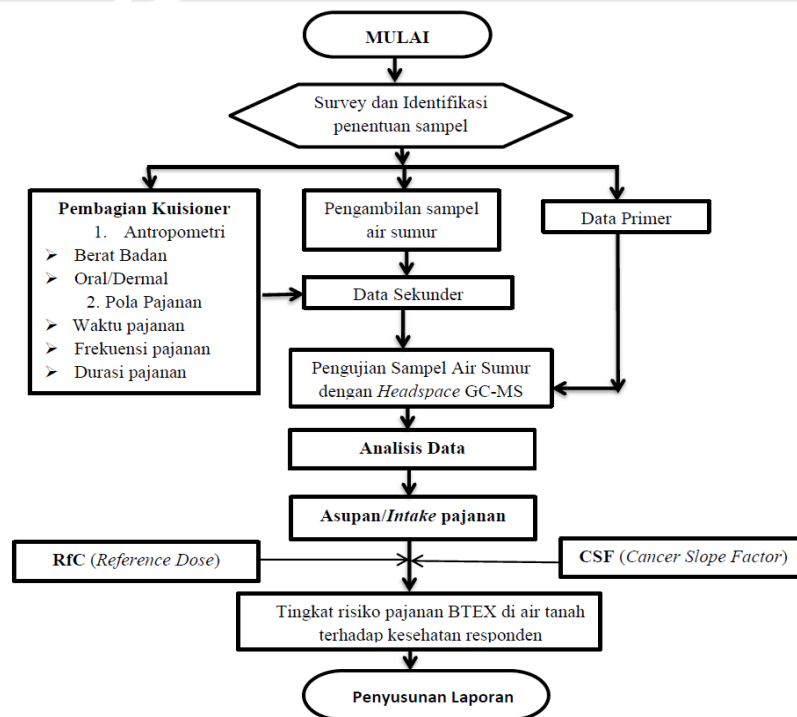 MULAI
Survey dan Identifikasi
penentuan sampel
Pembagian Kuisioner
1. Antropometri
➢ Berat Badan
➢ Oral/Dermal
2. Pola Pajanan
➢ Waktu pajanan
➢ Frekuensi pajanan
➢ Durasi pajanan
Pengambilan sampel
air sumur
Data Primer
Data Sekunder
Pengujian Sampel Air Sumur
dengan Headspace GC-MS
Analisis Data
Asupan/Intake pajanan
RfC (Reference Dose)
CSF (Cancer Slope Factor)
Tingkat risiko pajanan BTEX di air tanah
terhadap kesehatan responden
Penyusunan Laporan